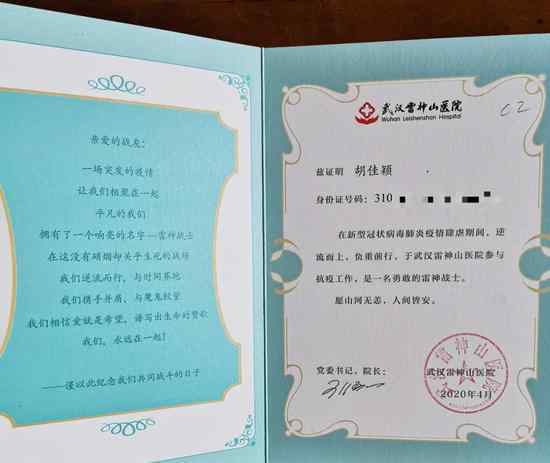 亲爱的战友：
一场突发的疫情
让我们相聚在一起
平凡的我们
拥有了一个响亮的名字—雷神战士
在这没有硝烟却关乎生死的战场
我们逆流而行，与时间赛地
我们携手并肩，与魔鬼较量
我们相信爱就是希望，谱写出生命的赞歌
我们，永远在一起！
——谨以此纪念我们共同战斗的日子
武汉雷神山医院
Wuhan Leishenshan Hospital
C2
兹证明 胡佳颖
身份证号码：310
在新型冠状病毒肺炎疫情肆虐期间，逆
流而上，负重前行，于武汉雷神山医院参与
抗疫工作，是一名勇敢的雷神战士。
愿山河无恙，人间皆安。
党委书记、院长：
武汉雷神山医院
2020年4月